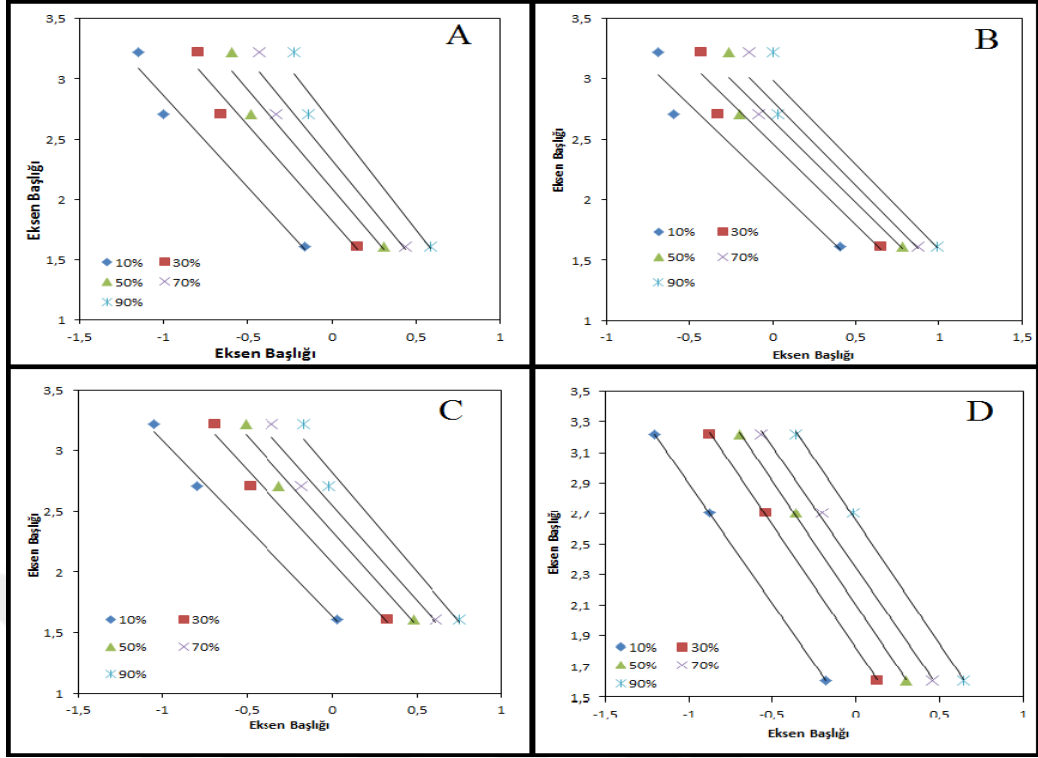 A
3,5
3
2,5
2
1,5
1
Eksen Başlığı
10% 30%
50% 70%
90%
-1,5 -1 -0,5 0 0,5 1
Eksen Başlığı
B
3,5
3
2,5
2
1,5
1
Eksen Başlığı
10% 30%
50% 70%
90%
-1 -0,5 0 0,5 1 1,5
Eksen Başlığı
C
3,5
3
2,5
2
1,5
1
Eksen Başlığı
10% 30%
50% 70%
90%
-1,5 -1 -0,5 0 0,5 1
Eksen Başlığı
D
3,5
3,3
3,1
2,9
2,7
2,5
2,3
2,1
1,9
1,7
1,5
Eksen Başlığı
10% 30%
50% 70%
90%
-1,5 -1 -0,5 0 0,5 1
Eksen Başlığı